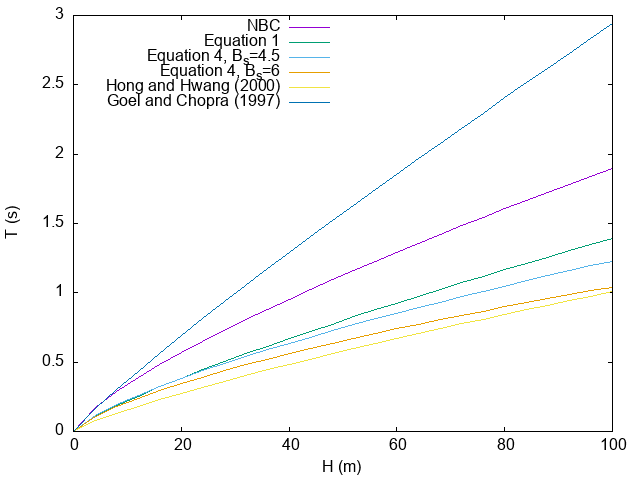 3
2.5
2
1.5
1
0.5
0
T (s)
NBC
Equation 1
Equation 4, Bs=4.5
Equation 4, Bs=6
Hong and Hwang (2000)
Goel and Chopra (1997)
0 20 40 60 80 100
H (m)